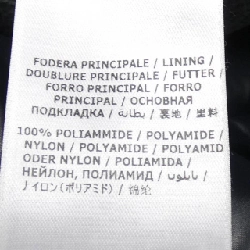 FODERA PRINCIPALE / LINING /
DOUBLURE PRINCIPALE / FUTTER /
FORRO PRINCIPAL / FORRO
PRINCIPAL / ОСНОВНАЯ
ПОДКЛАДКА / بطانة / 裏地 / 里料
100% POLIAMMIDE / POLYAMIDE /
NYLON / POLYAMIDE / POLYAMID
ODER NYLON / POLIAMIDA /
НЕЙЛОН, ПОЛИАМИД / نايلون /
ナイロン(ポリアミド) / 锦纶